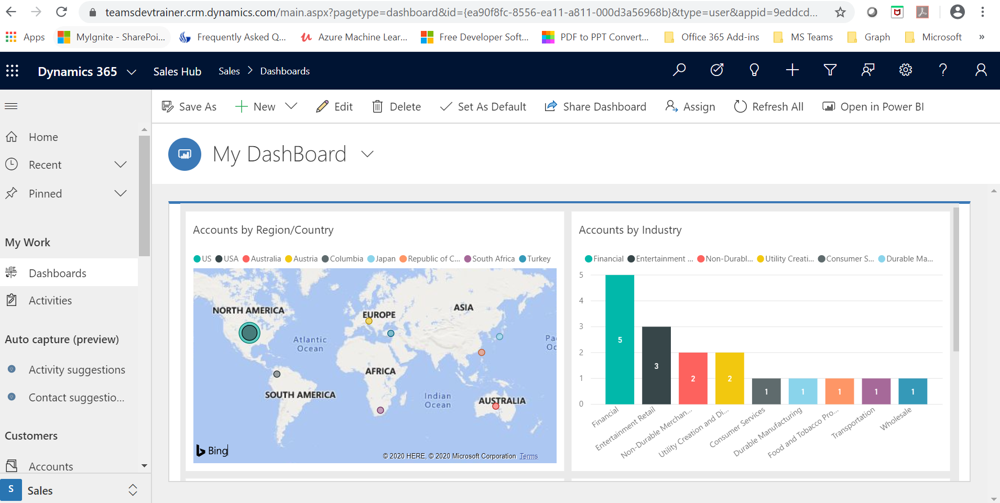 teamsdevtrainer.crm.dynamics.com/main.aspx?pagetype=dashboard&id={ea90f8fc-8556-ea11-a811-000d3a56968b}&type=user&appid=9eddcd...
Apps MyIgnite - SharePoi... Frequently Asked Q... Azure Machine Lear... Free Developer Soft... PDF to PPT Convert... Office 365 Add-ins MS Teams Graph Microsoft »
Dynamics 365 Sales Hub Sales > Dashboards
Save As New Edit Delete Set As Default Share Dashboard Assign Refresh All Open in Power BI
Home
Recent
Pinned
My Work
Dashboards
Activities
Auto capture (preview)
Activity suggestions
Contact suggestio...
Customers
Accounts
S Sales
My DashBoard
Accounts by Region/Country
US USA Australia Austria Columbia Japan Republic of C... South Africa Turkey
NORTH AMERICA
EUROPE
ASIA
Atlantic
Ocean
Pa
Oc
AFRICA
SOUTH AMERICA
Indian
Ocean
AUSTRALIA
Bing
© 2020 HERE, © 2020 Microsoft Corporation Terms
Accounts by Industry
Financial Entertainment ... Non-Durabl... Utility Creati... Consumer S... Durable Ma...
5
4
3
2
1
0
5
3
2
2
1
1
1
1
1
Financial
Entertainment Retail
Non-Durable Merchan...
Utility Creation and Di...
Consumer Services
Durable Manufacturing
Food and Tobacco Pro...
Transportation
Wholesale